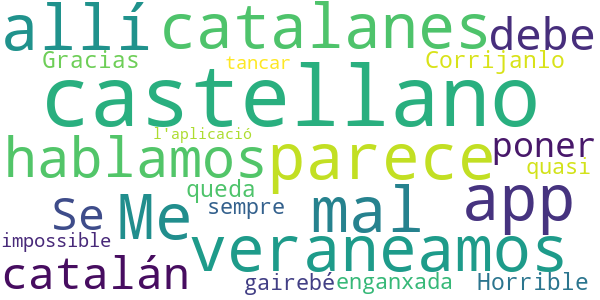 allí catalanes debe
Gracias tancar Corrijanlo
castellano
l'aplicació
hablamos parece poner
quasi
queda app
Se Me sempre mal
impossible veraneamos
catalán gairebé enganxada Horrible